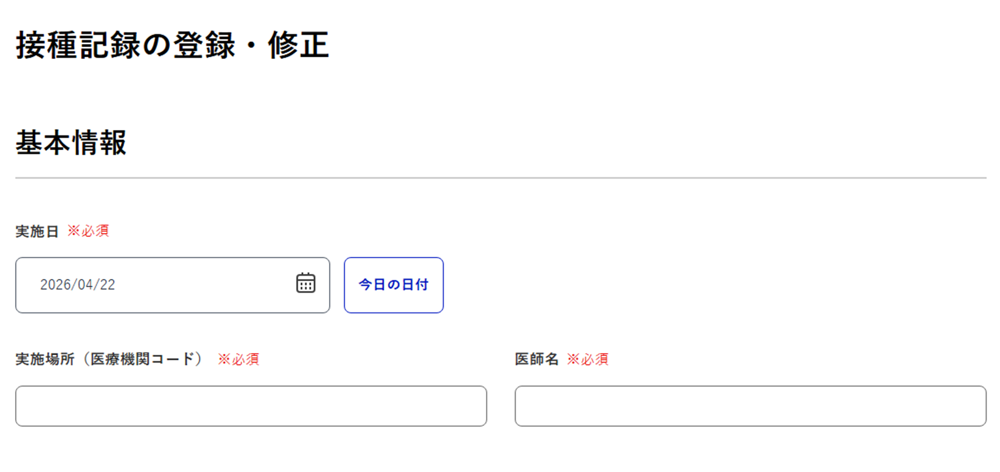 接種記録の登録・修正
基本情報
実施日 ※必須
2026/04/22 今日の日付
実施場所（医療機関コード） ※必須 医師名 ※必須